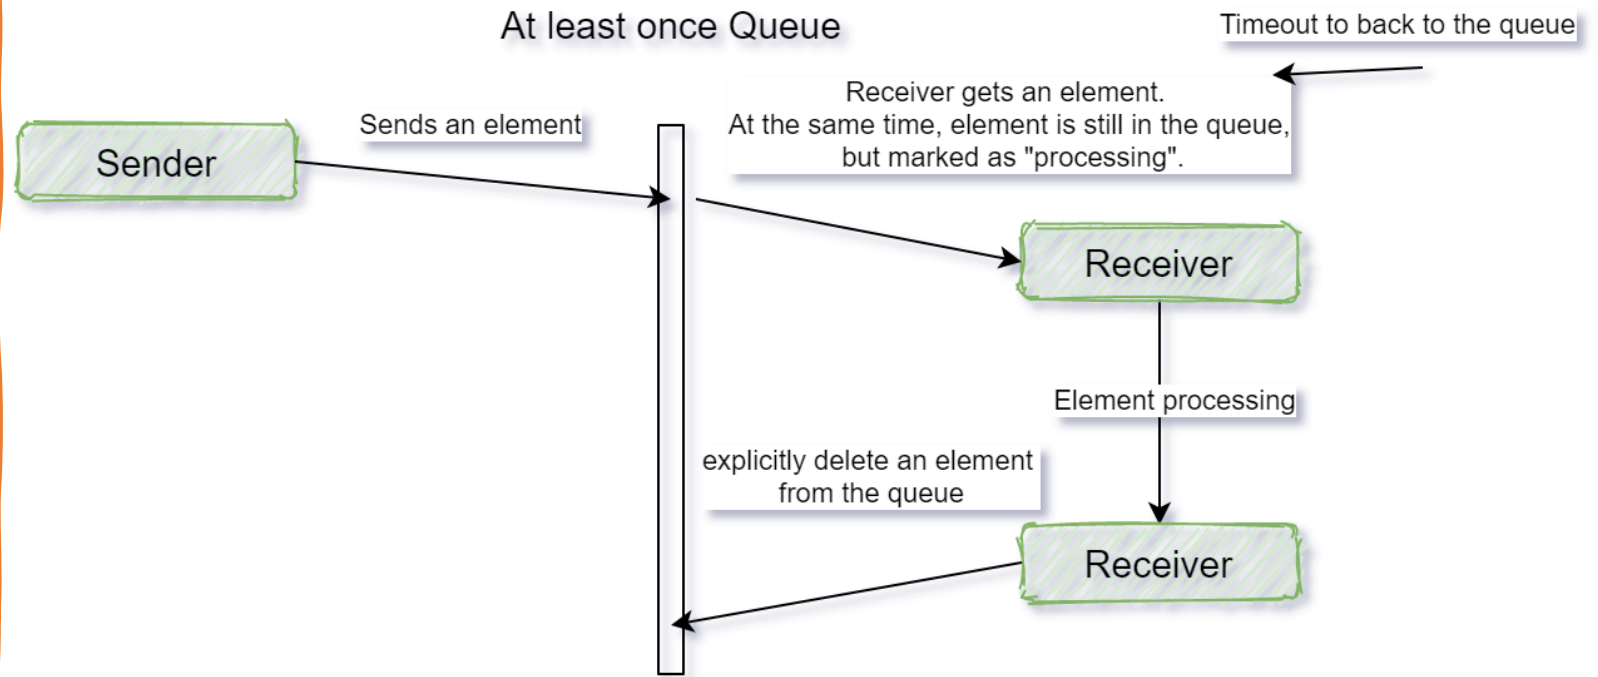 At least once Queue
Timeout to back to the queue
Receiver gets an element.
At the same time, element is still in the queue,
but marked as "processing".
Sends an element
Sender
Receiver
Element processing
explicitly delete an element
from the queue
Receiver